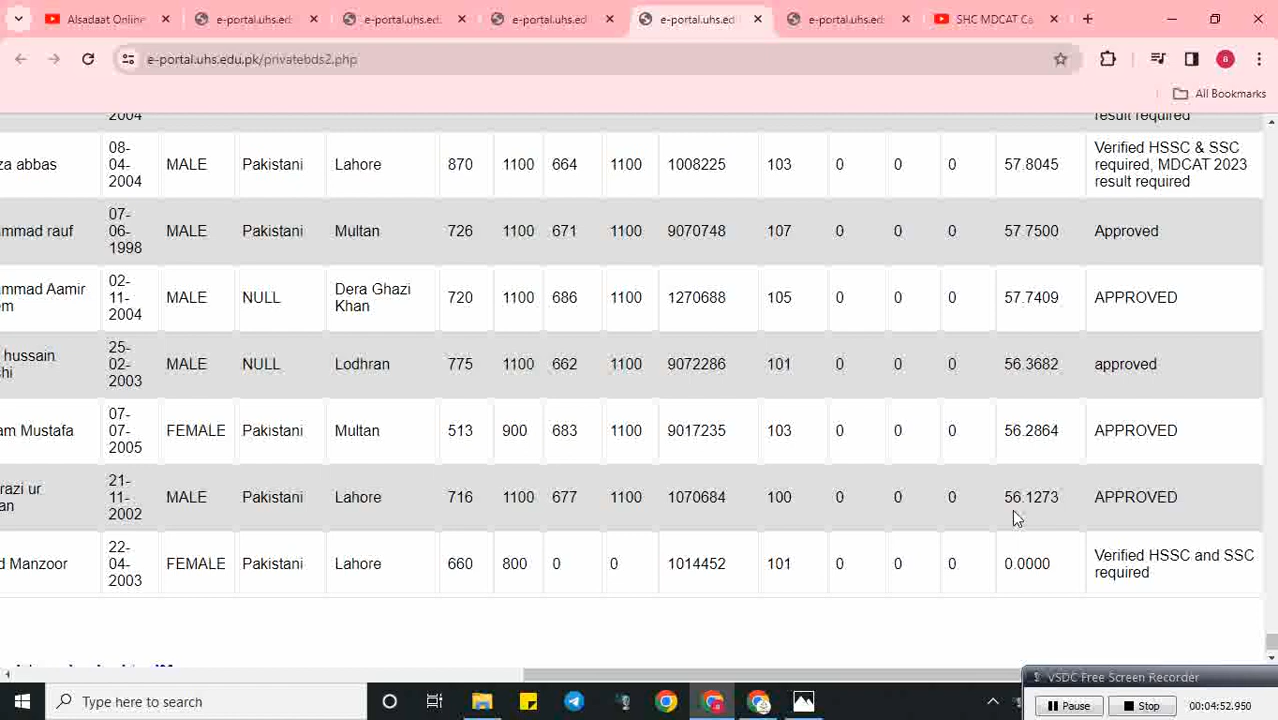 Alsadaat Online
e-portal.uhs.ed
e-portal.uhs.ed
e-portal.uhs.ed
e-portal.uhs.ed
e-portal.uhs.ed
SHC MDCAT Ca
e-portal.uhs.edu.pk/privatebds2.php
All Bookmarks
2004
result required
za abbas
08-
04-
2004
MALE Pakistani Lahore 870 1100 664 1100 1008225 103 0 0 0 57.8045
Verified HSSC & SSC
required, MDCAT 2023
result required
mmad rauf
07-
06-
1998
MALE Pakistani Multan 726 1100 671 1100 9070748 107 0 0 0 57.7500 Approved
mmad Aamir
em
02-
11-
2004
MALE NULL
Dera Ghazi
Khan
720 1100 686 1100 1270688 105 0 0 0 57.7409 APPROVED
hussain
chi
25-
02-
2003
MALE NULL Lodhran 775 1100 662 1100 9072286 101 0 0 0 56.3682 approved
am Mustafa
07-
07-
2005
FEMALE Pakistani Multan 513 900 683 1100 9017235 103 0 0 0 56.2864 APPROVED
razi ur
an
21-
11-
2002
MALE Pakistani Lahore 716 1100 677 1100 1070684 100 0 0 0 56.1273 APPROVED
d Manzoor
22-
04-
2003
FEMALE Pakistani Lahore 660 800 0 0 1014452 101 0 0 0 0.0000
Verified HSSC and SSC
required
VSDC Free Screen Recorder
Pause Stop 00:04:52.950
Type here to search